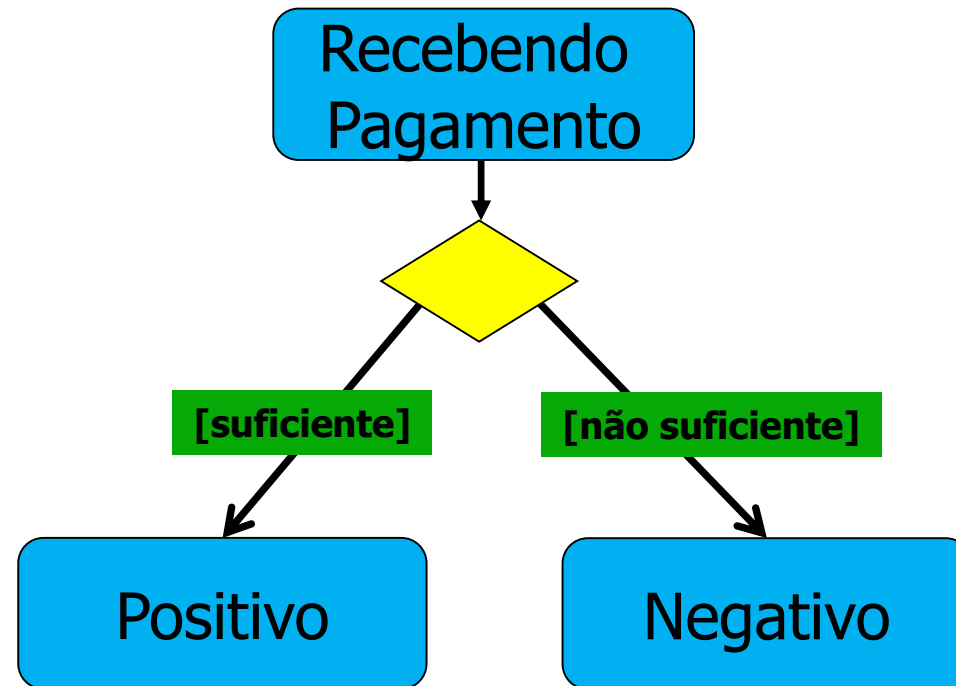 Recebendo
Pagamento
[suficiente]
[não suficiente]
Positivo
Negativo